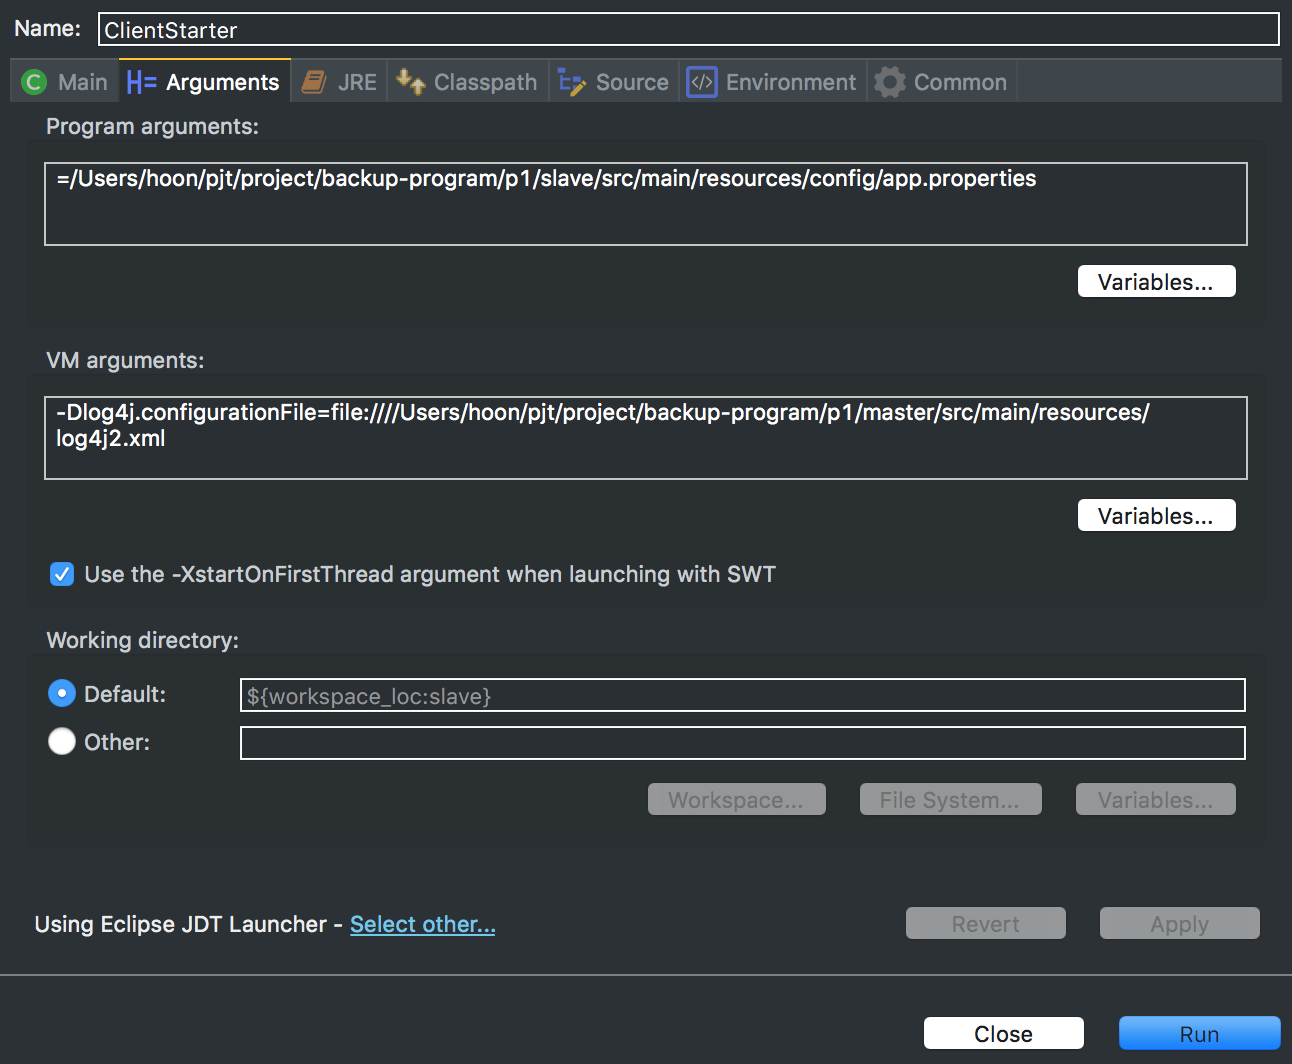 Name: ClientStarter
Main Arguments JRE Classpath Source Environment Common
Program arguments:
=/Users/hoon/pjt/project/backup-program/p1/slave/src/main/resources/config/app.properties
Variables...
VM arguments:
-Dlog4j.configurationFile=file:////Users/hoon/pjt/project/backup-program/p1/master/src/main/resources/
log4j2.xml
Variables...
Use the -XstartOnFirstThread argument when launching with SWT
Working directory:
Default: ${workspace_loc:slave}
Other:
Workspace... File System... Variables...
Using Eclipse JDT Launcher - Select other... Revert Apply
Close Run